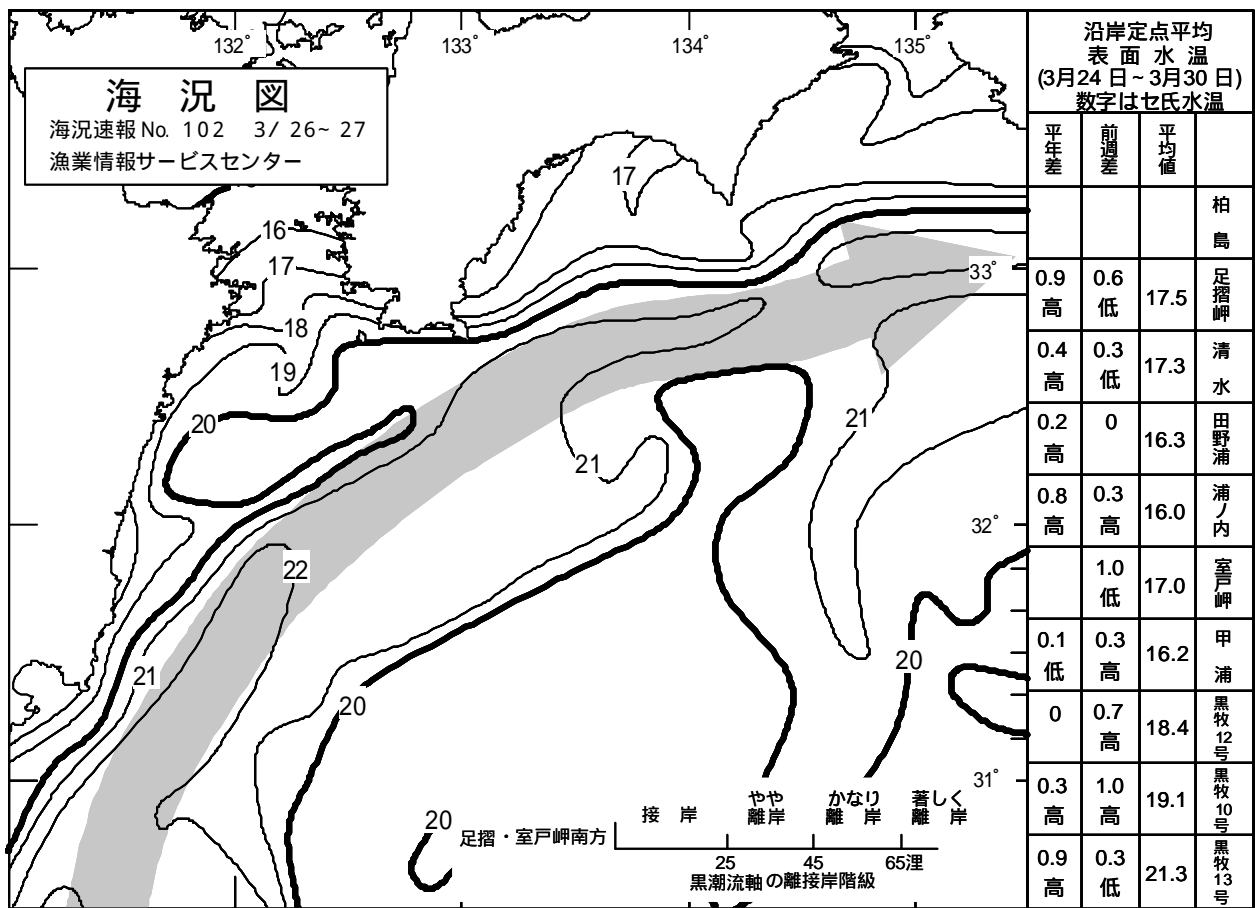 132°
133°
134°
135°
海 況 図
海況速報 No. 102 3/ 26~ 27
漁業情報サービスセンター
17
16
17
18
19
20
33°
21
21
22
32°
21
20
20
31°
20
足摺・室戸岬南方
接 岸
やや離岸
かなり離 岸
著しく離 岸
25 45 65浬
黒潮流軸の離接岸階級
沿岸定点平均
表 面 水 温
(3月24 日~3月30 日)
数字はセ氏水温
平年差 前週差 平均値
柏 島
0.9高 0.6低 17.5 足摺岬
0.4高 0.3低 17.3 清 水
0.2高 0 16.3 田野浦
0.8高 0.3高 16.0 浦ノ内
1.0低 17.0 室戸岬
0.1低 0.3高 16.2 甲 浦
0 0.7高 18.4 黒牧12号
0.3高 1.0高 19.1 黒牧10号
0.9高 0.3低 21.3 黒牧13号